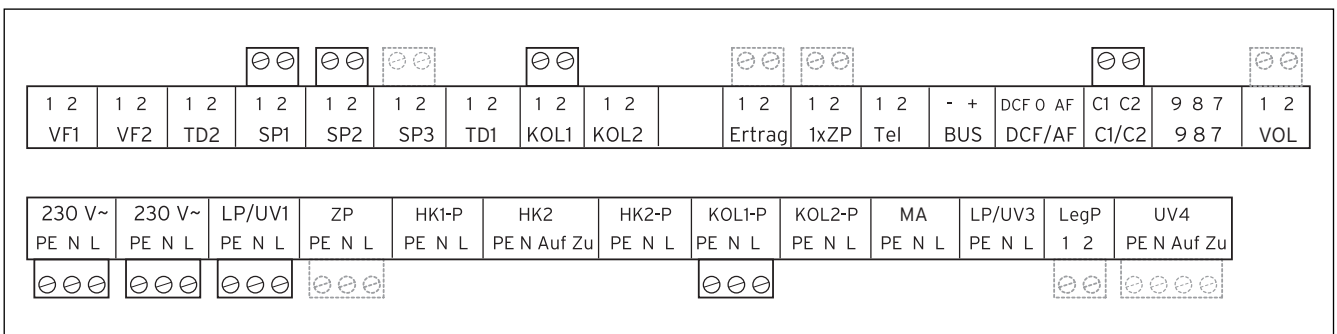 1 2 1 2 1 2 1 2 1 2 1 2 1 2 1 2 1 2 1 2 1 2 1 2 - + DCF O AF C1 C2 9 8 7 1 2
VF1 VF2 TD2 SP1 SP2 SP3 TD1 KOL1 KOL2 Ertrag 1xZP Tel BUS DCF/AF C1/C2 9 8 7 VOL
230 V~ 230 V~ LP/UV1 ZP HK1-P HK2 HK2-P KOL1-P KOL2-P MA LP/UV3 LegP UV4
PE N L PE N L PE N L PE N L PE N L PE N Auf Zu PE N L PE N L PE N L PE N L PE N L 1 2 PE N Auf Zu